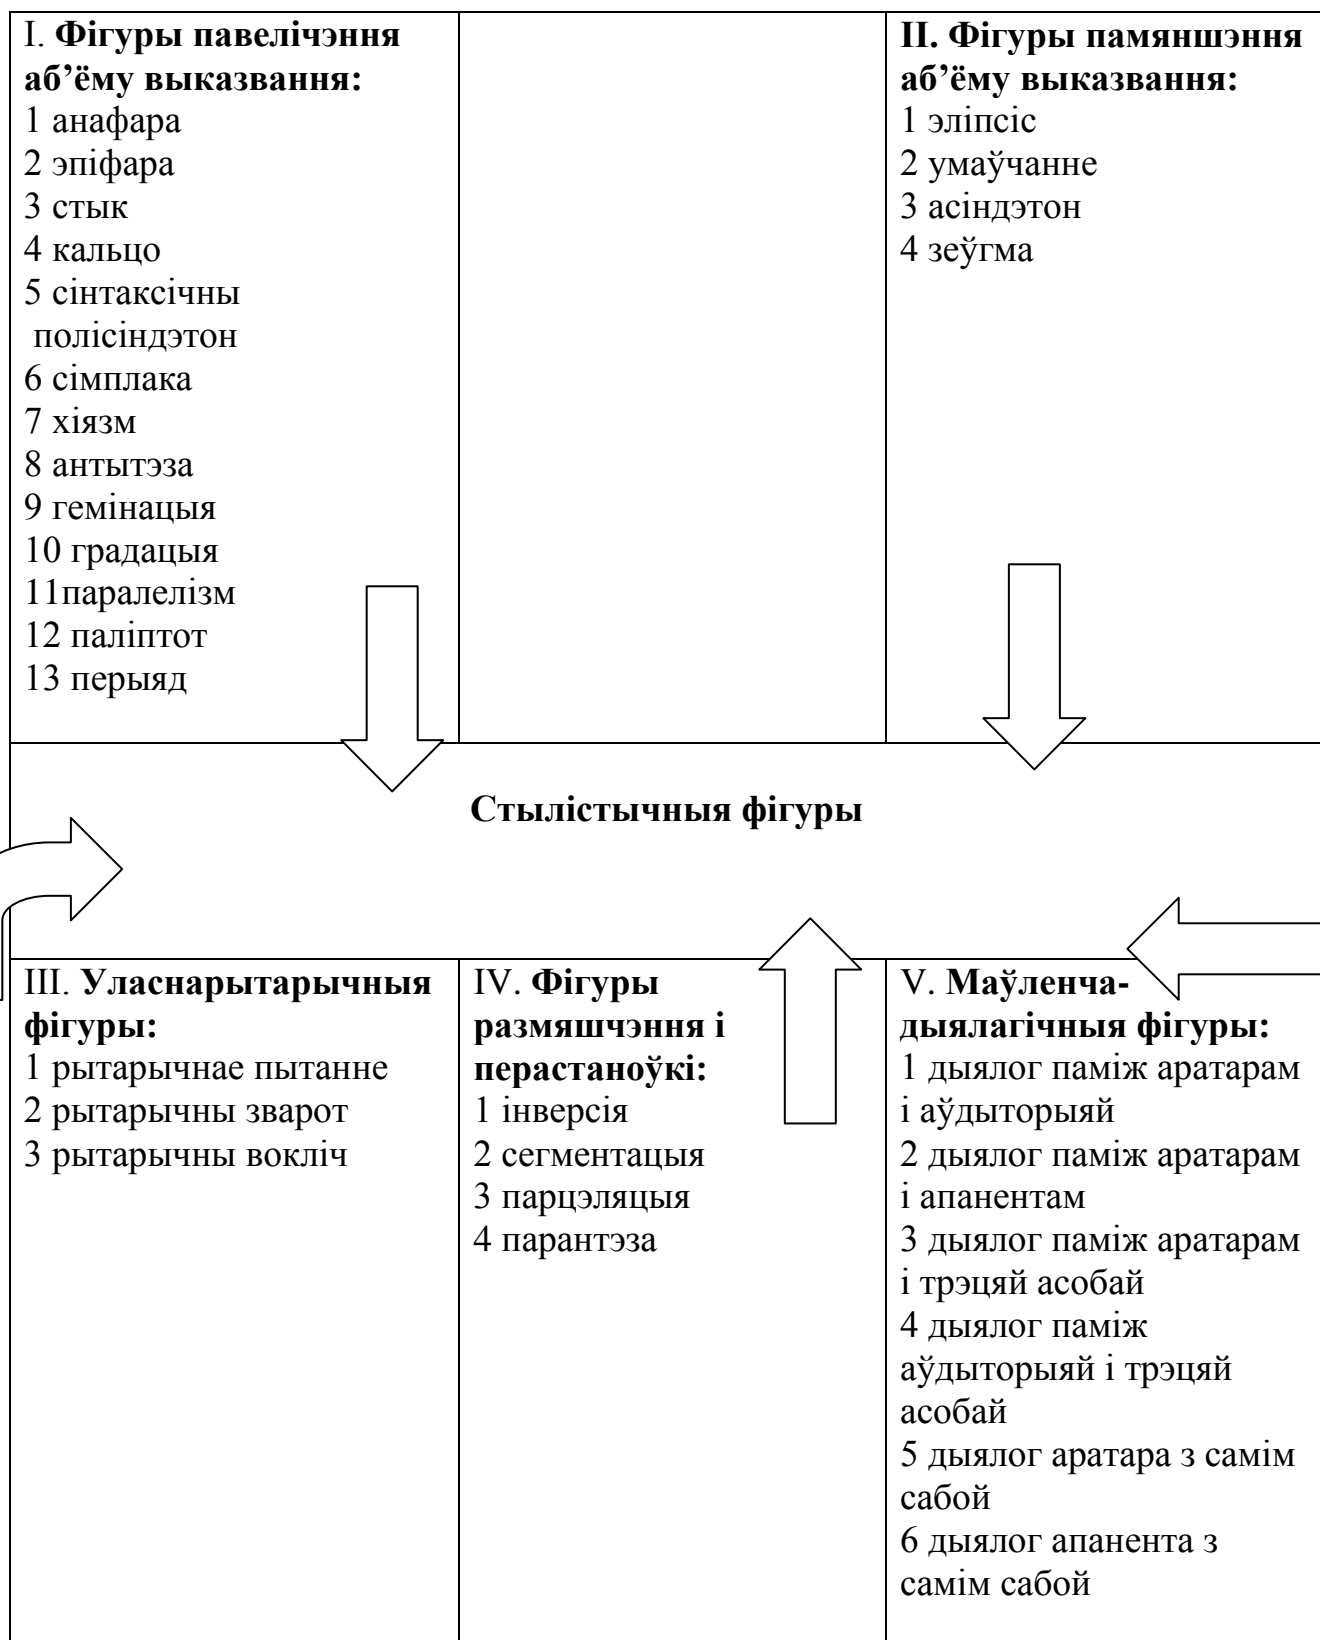 I. Фігуры павелічэння
аб’ёму выказвання:
1 анафара
2 эпіфара
3 стык
4 кальцо
5 сінтаксічны
полісіндэтон
6 сімплака
7 хіязм
8 антытэза
9 гемінацыя
10 градацыя
11паралелізм
12 паліптот
13 перыяд
II. Фігуры памяншэння
аб’ёму выказвання:
1 эліпсіс
2 умаўчанне
3 асіндэтон
4 зеўгма
Стылістычныя фігуры
III. Уласнарытарычныя
фігуры:
1 рытарычнае пытанне
2 рытарычны зварот
3 рытарычны вокліч
IV. Фігуры
размяшчэння і
перастаноўкі:
1 інверсія
2 сегментацыя
3 парцэляцыя
4 парантэза
V. Маўленча-
дыялагічныя фігуры:
1 дыялог паміж аратарам
і аўдыторыяй
2 дыялог паміж аратарам
і апанентам
3 дыялог паміж аратарам
і трэцяй асобай
4 дыялог паміж
аўдыторыяй і трэцяй
асобай
5 дыялог аратара з самім
сабой
6 дыялог апанента з
самім сабой